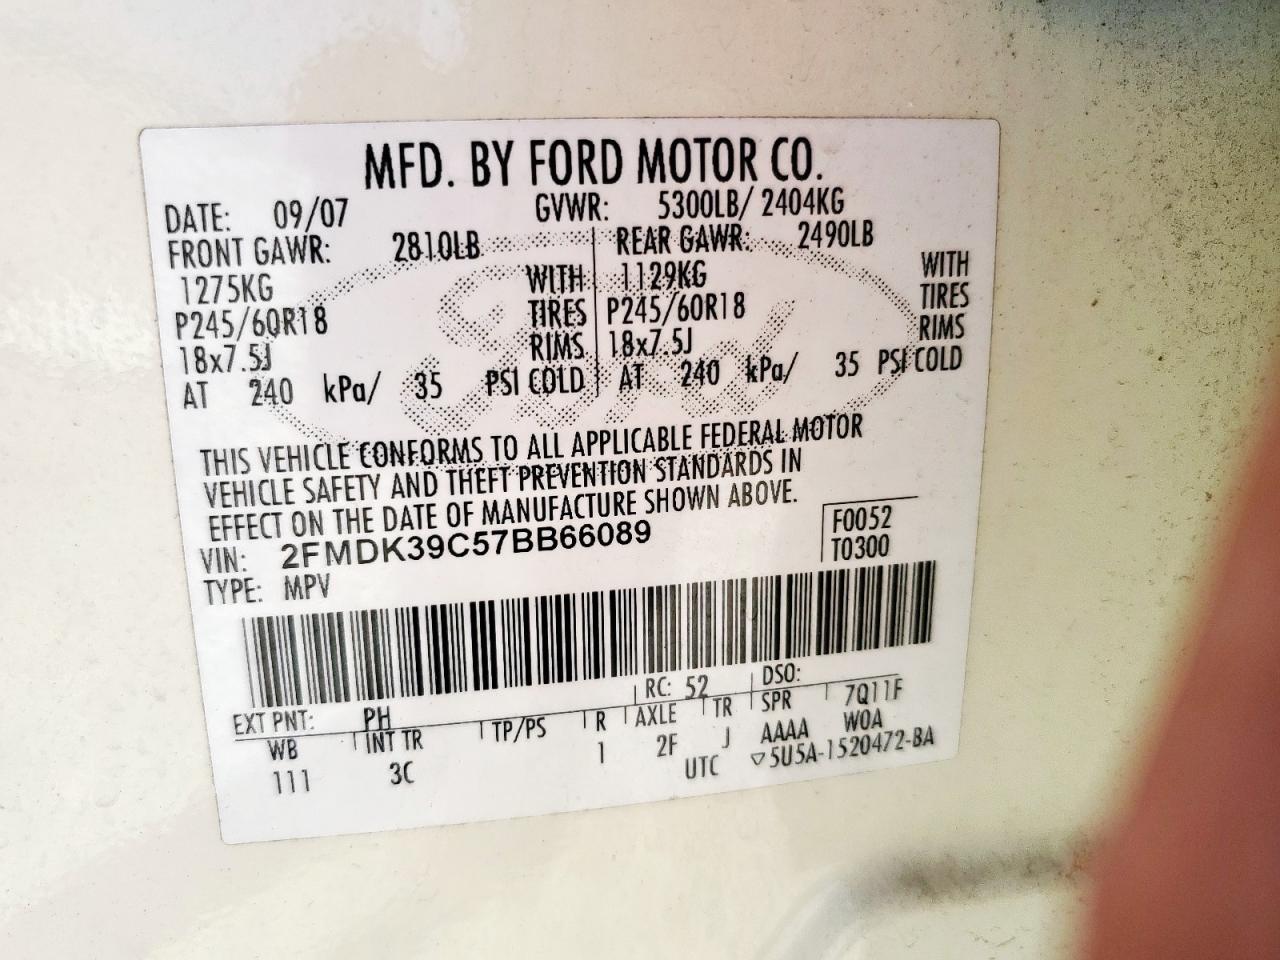 MFD. BY FORD MOTOR CO.
DATE: 09/07 GVWR: 5300LB/ 2404KG
FRONT GAWR: 2810LB REAR GAWR: 2490LB
1275KG WITH 1129KG WITH
P245/60R18 TIRES P245/60R18 TIRES
18x7.5J RIMS 18x7.5J RIMS
AT 240 kPa/ 35 PSI COLD AT 240 kPa/ 35 PSI COLD
Ford
THIS VEHICLE CONFORMS TO ALL APPLICABLE FEDERAL MOTOR
VEHICLE SAFETY AND THEFT PREVENTION STANDARDS IN
EFFECT ON THE DATE OF MANUFACTURE SHOWN ABOVE.
VIN: 2FMDK39C57BB66089 F0052
TYPE: MPV T0300
EXT PNT: PH RC: 52 DSO:
WB INT TR TP/PS R AXLE TR SPR 7Q11F
111 3C 1 2F J AAAA W0A
UTC ▽5U5A-1520472-BA